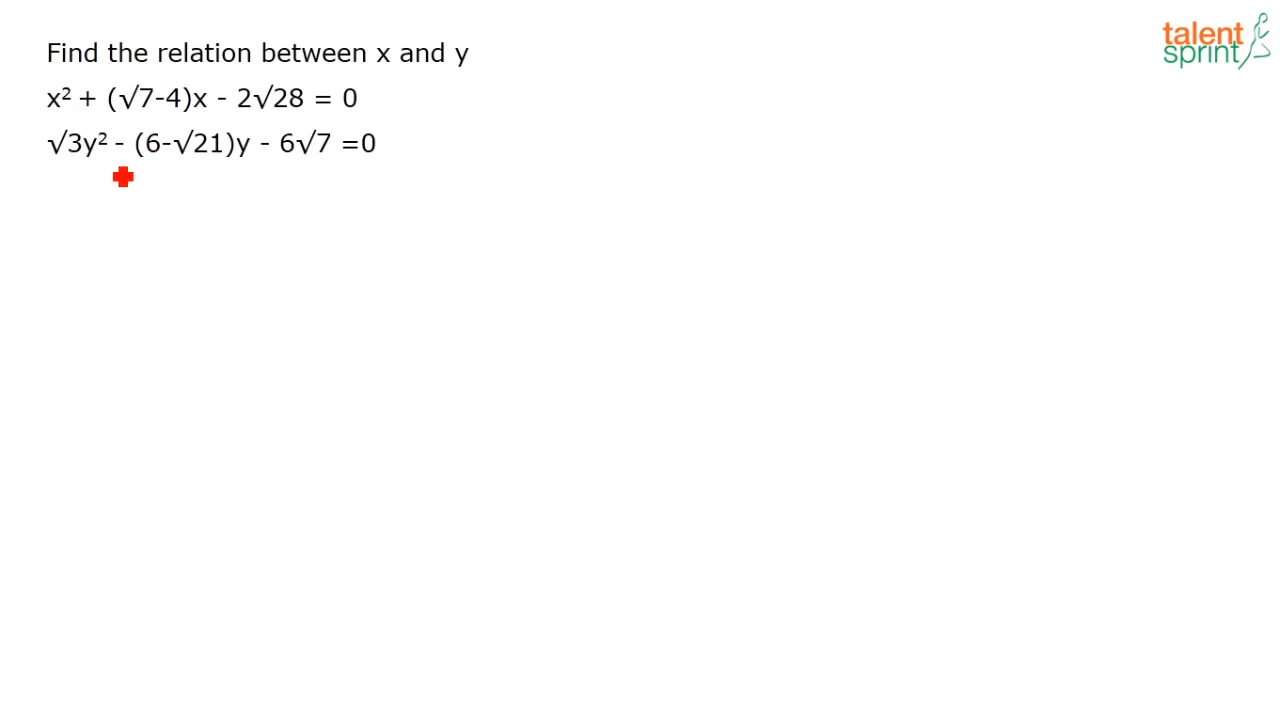 Find the relation between x and y
x² + (√7-4)x - 2√28 = 0
√3y² - (6-√21)y - 6√7 =0
talent
sprint